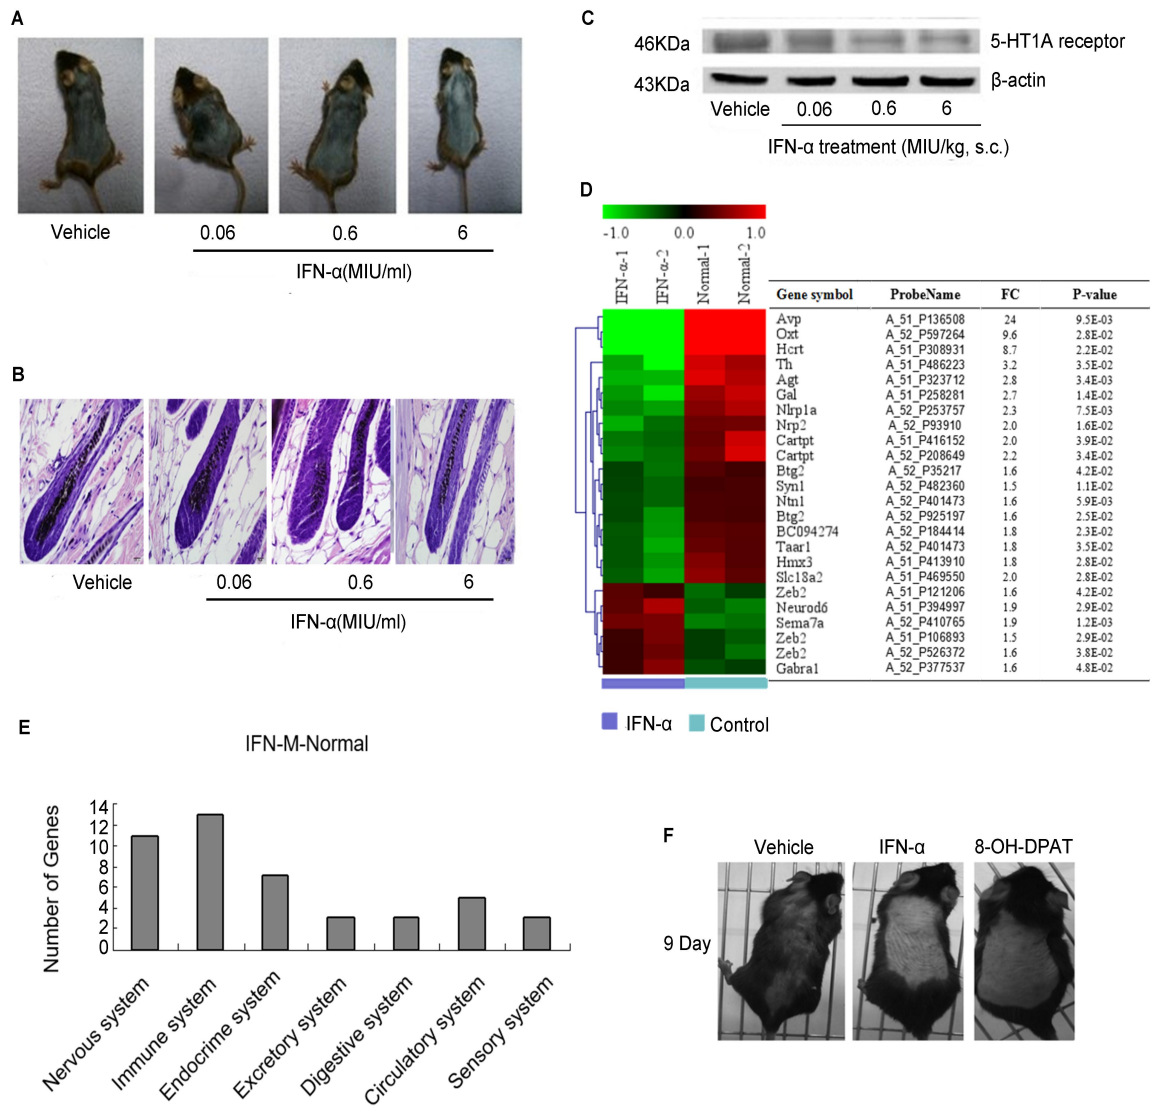 A
Vehicle
0.06
0.6
6
IFN-α(MIU/ml)
B
Vehicle
0.06
0.6
6
IFN-α(MIU/ml)
C
46KDa
5-HT1A receptor
43KDa
β-actin
Vehicle
0.06
0.6
6
IFN-α treatment (MIU/kg, s.c.)
D
-1.0 0.0 1.0
IFN-α-1
IFN-α-2
Normal-1
Normal-2
Gene symbol ProbeName FC P-value
Avp A_51_P136508 24 9.5E-03
Oxt A_52_P597264 9.6 2.8E-02
Hcrt A_51_P308931 8.7 2.2E-02
Th A_51_P486223 3.2 3.5E-02
Agt A_51_P323712 2.8 3.4E-03
Gal A_51_P258281 2.7 1.4E-02
Nlrp1a A_52_P253757 2.3 7.5E-03
Nrp2 A_52_P93910 2.0 1.6E-02
Cartpt A_51_P416152 2.0 3.9E-02
Cartpt A_52_P208649 2.2 3.4E-02
Btg2 A_52_P35217 1.6 4.2E-02
Syn1 A_51_P482360 1.5 1.1E-02
Ntn1 A_52_P401473 1.6 5.9E-03
Btg2 A_52_P925197 1.6 2.5E-02
BC094274 A_52_P184414 1.8 2.3E-02
Taar1 A_52_P401473 1.8 3.5E-02
Hmx3 A_51_P413910 1.8 2.8E-02
Slc18a2 A_51_P469550 2.0 2.8E-02
Zeb2 A_51_P121206 1.6 4.2E-02
Neurod6 A_51_P394997 1.9 2.9E-02
Sema7a A_52_P410765 1.9 1.2E-03
Zeb2 A_51_P106893 1.5 2.9E-02
Zeb2 A_52_P526372 1.6 3.8E-02
Gabra1 A_52_P377537 1.6 4.8E-02
IFN-α Control
E
IFN-M-Normal
Number of Genes
14
12
10
8
6
4
2
0
Nervous system
Immune system
Endocrime system
Excretory system
Digestive system
Circulatory system
Sensory system
F
Vehicle
IFN-α
8-OH-DPAT
9 Day